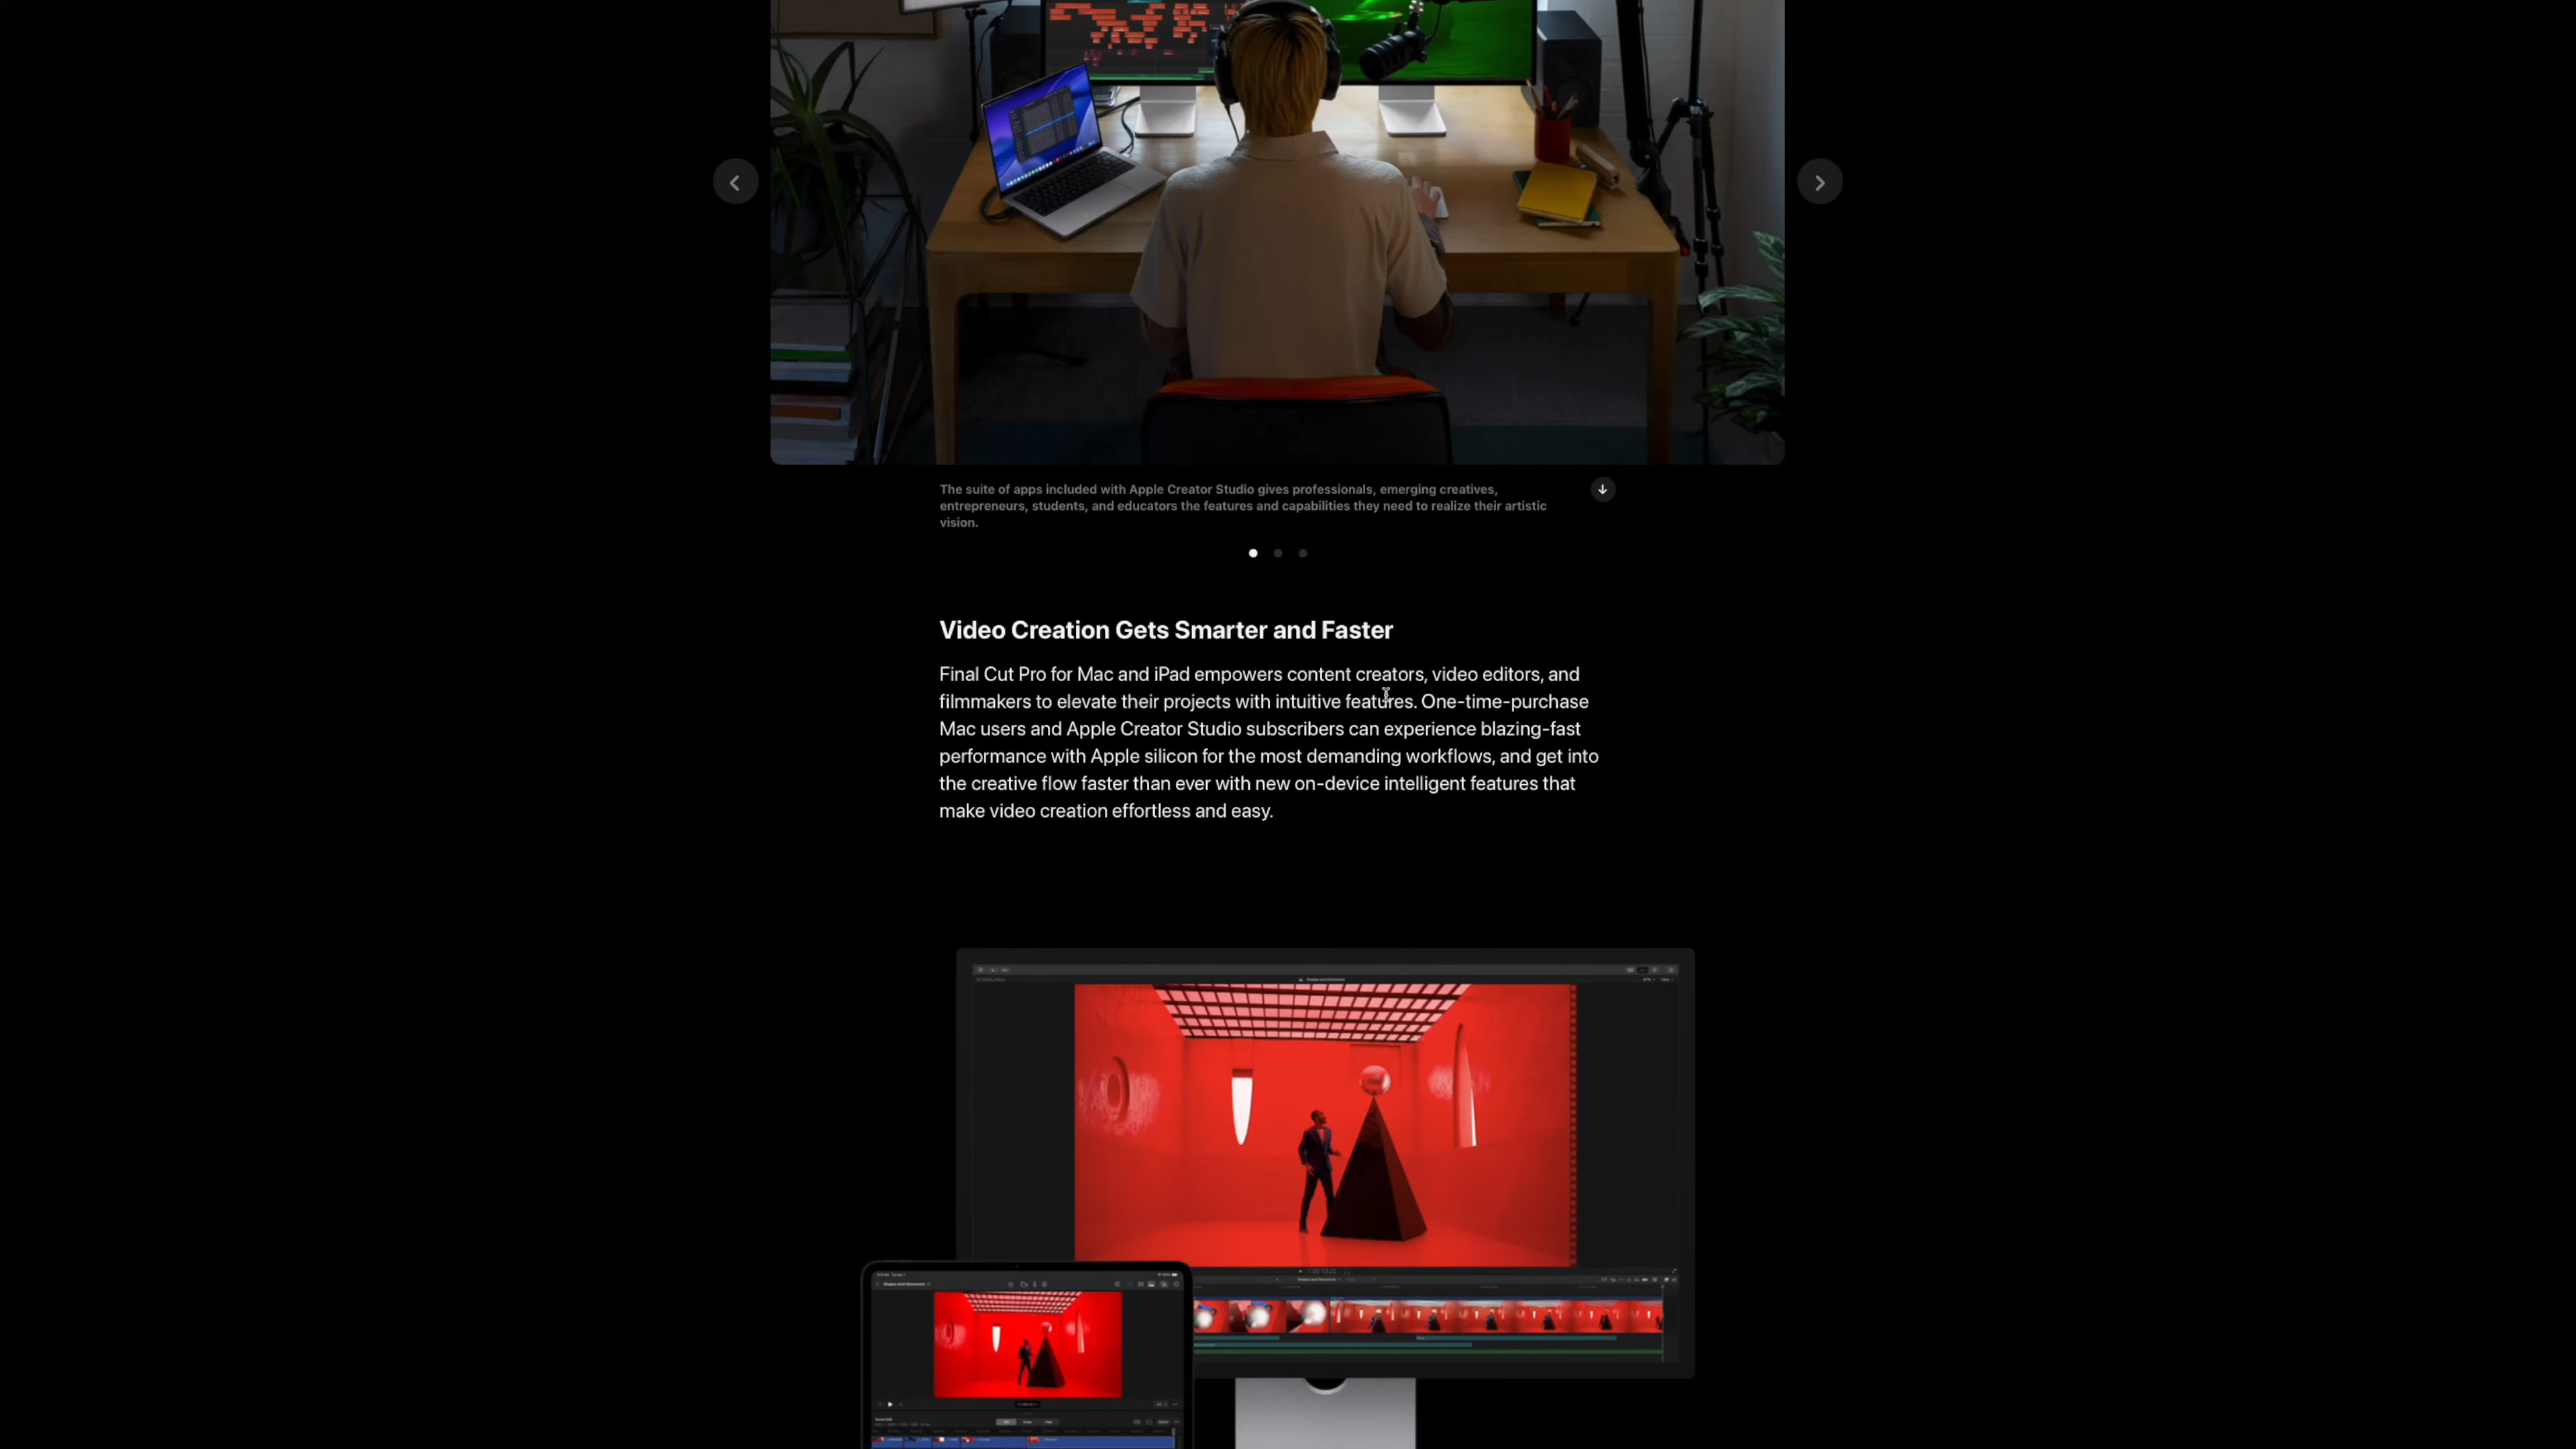 The suite of apps included with Apple Creator Studio gives professionals, emerging creatives,
entrepreneurs, students, and educators the features and capabilities they need to realize their artistic
vision.
Video Creation Gets Smarter and Faster
Final Cut Pro for Mac and iPad empowers content creators, video editors, and
filmmakers to elevate their projects with intuitive features. One-time-purchase
Mac users and Apple Creator Studio subscribers can experience blazing-fast
performance with Apple silicon for the most demanding workflows, and get into
the creative flow faster than ever with new on-device intelligent features that
make video creation effortless and easy.